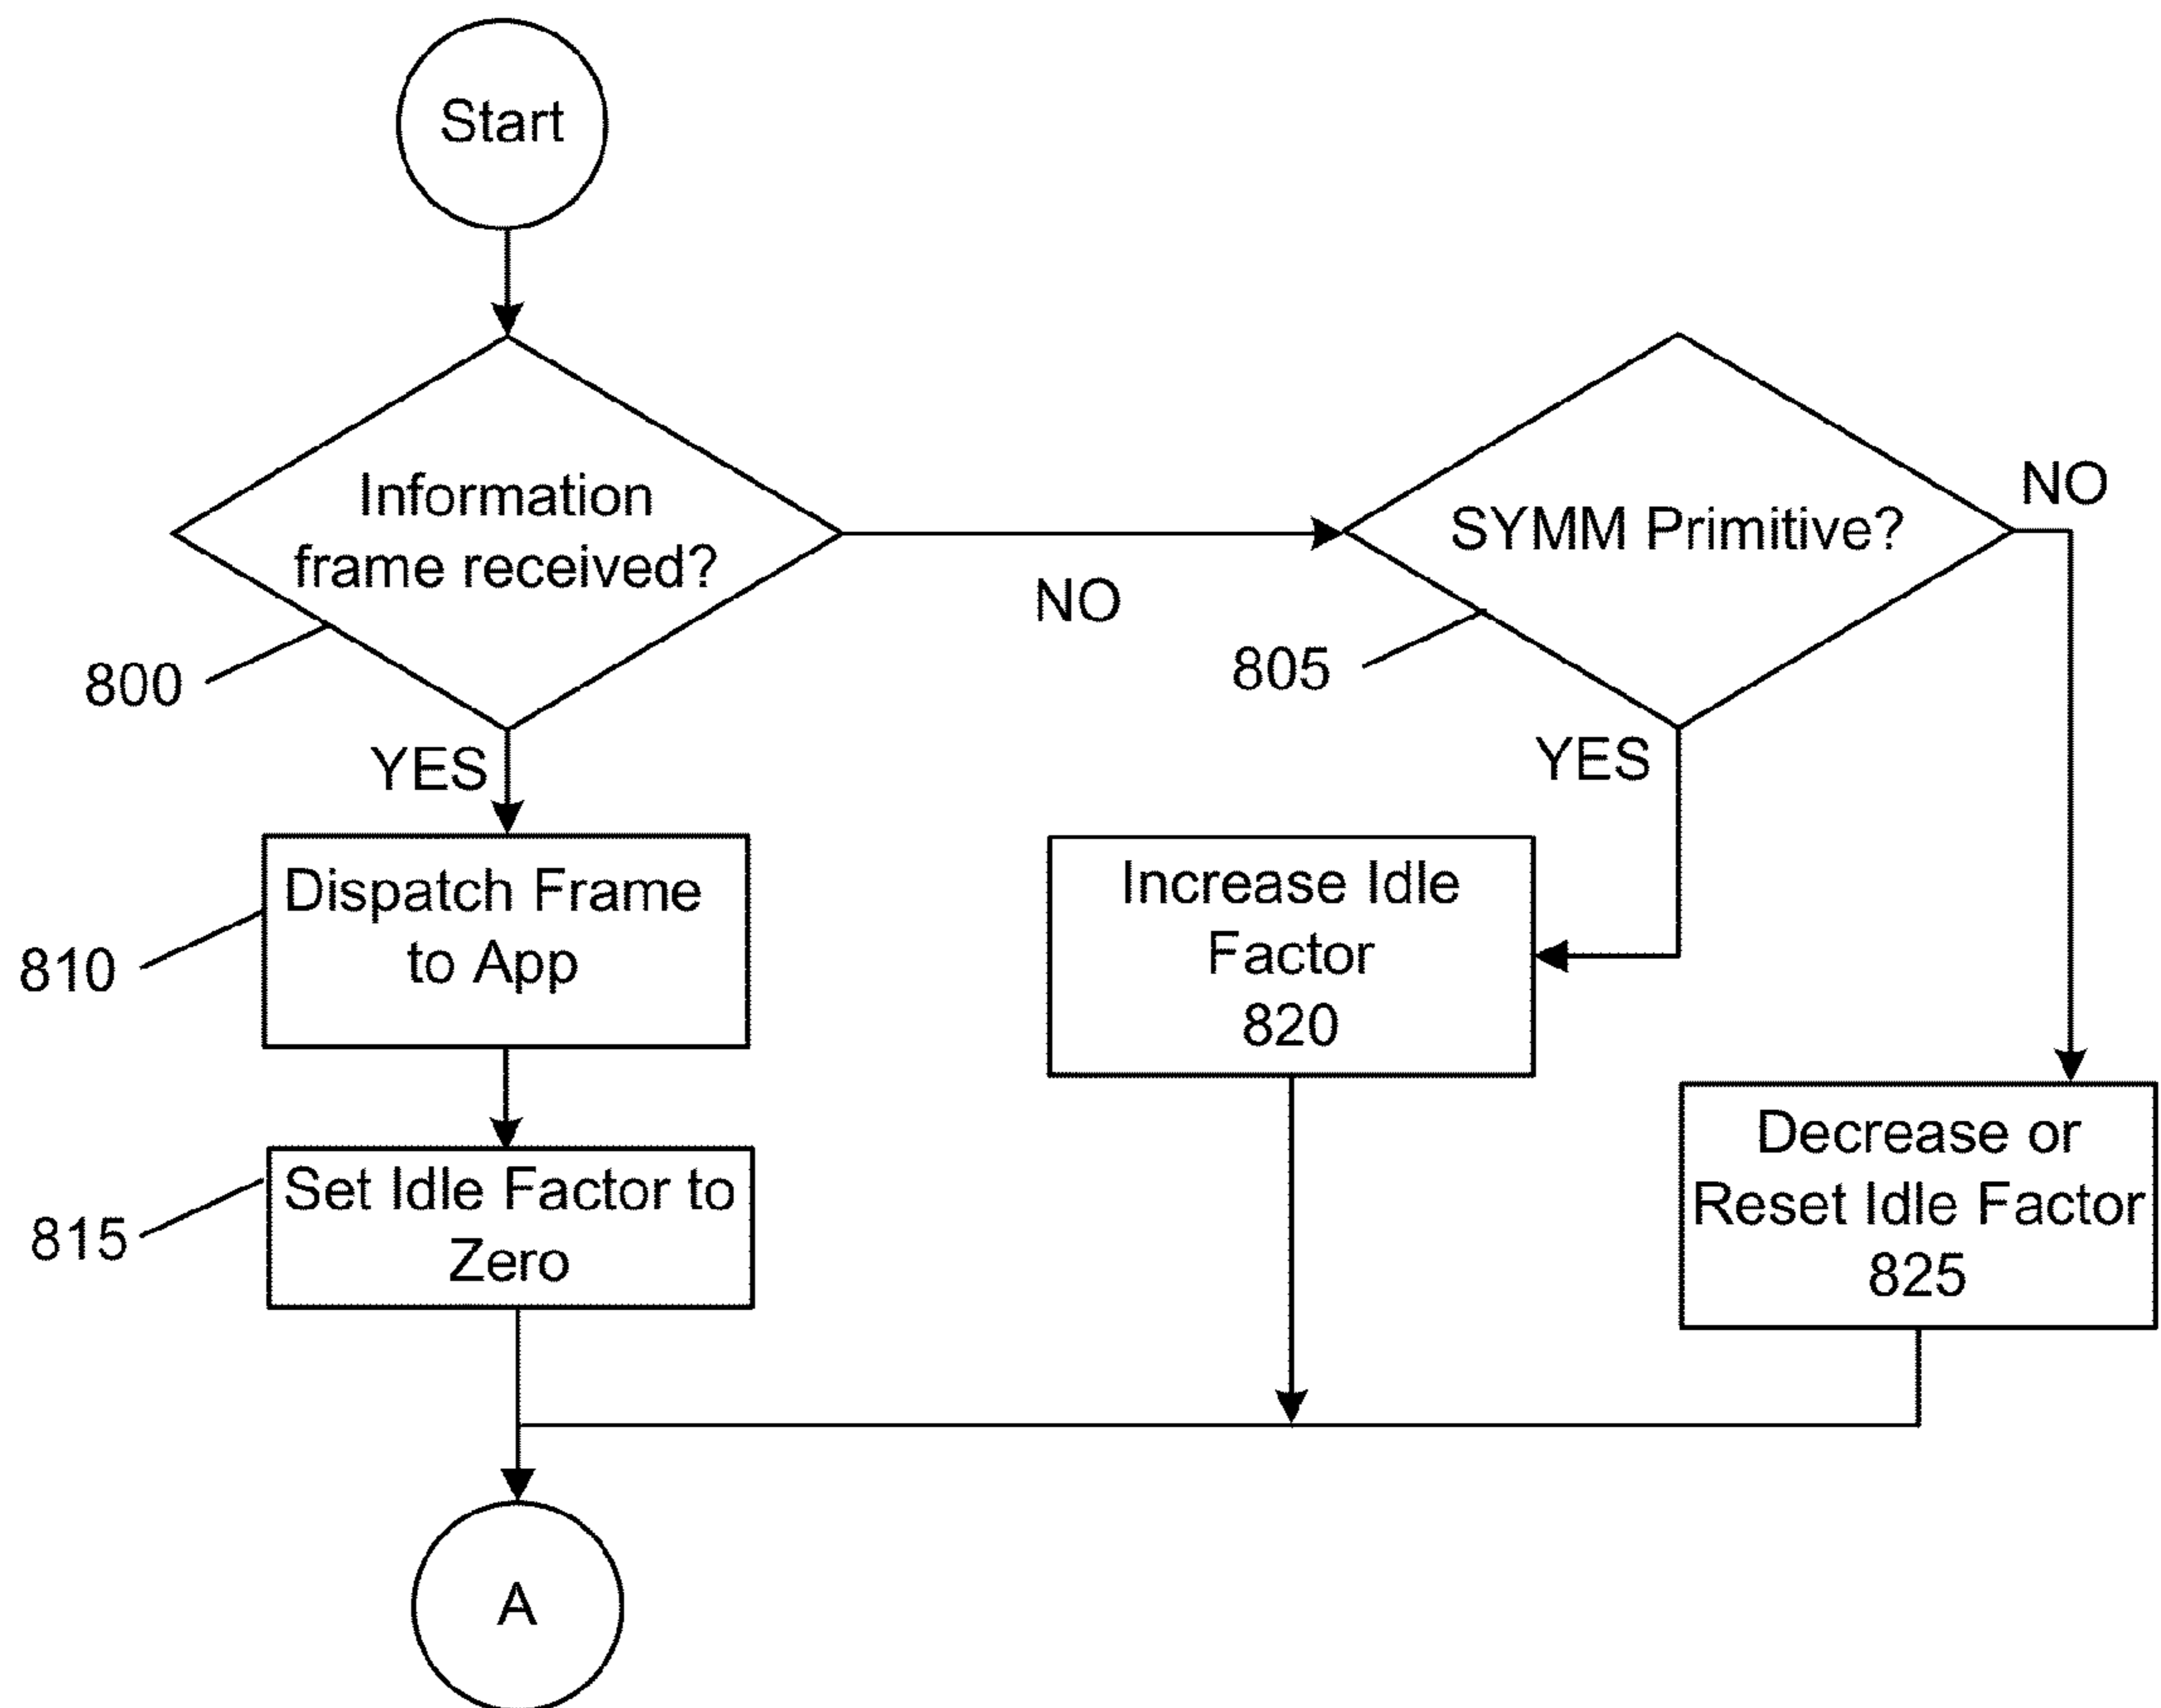 Start
Information
frame received?
800
NO
SYMM Primitive?
805
NO
YES
YES
Dispatch Frame
to App
810
Increase Idle
Factor
820
Set Idle Factor to
Zero
815
Decrease or
Reset Idle Factor
825
A